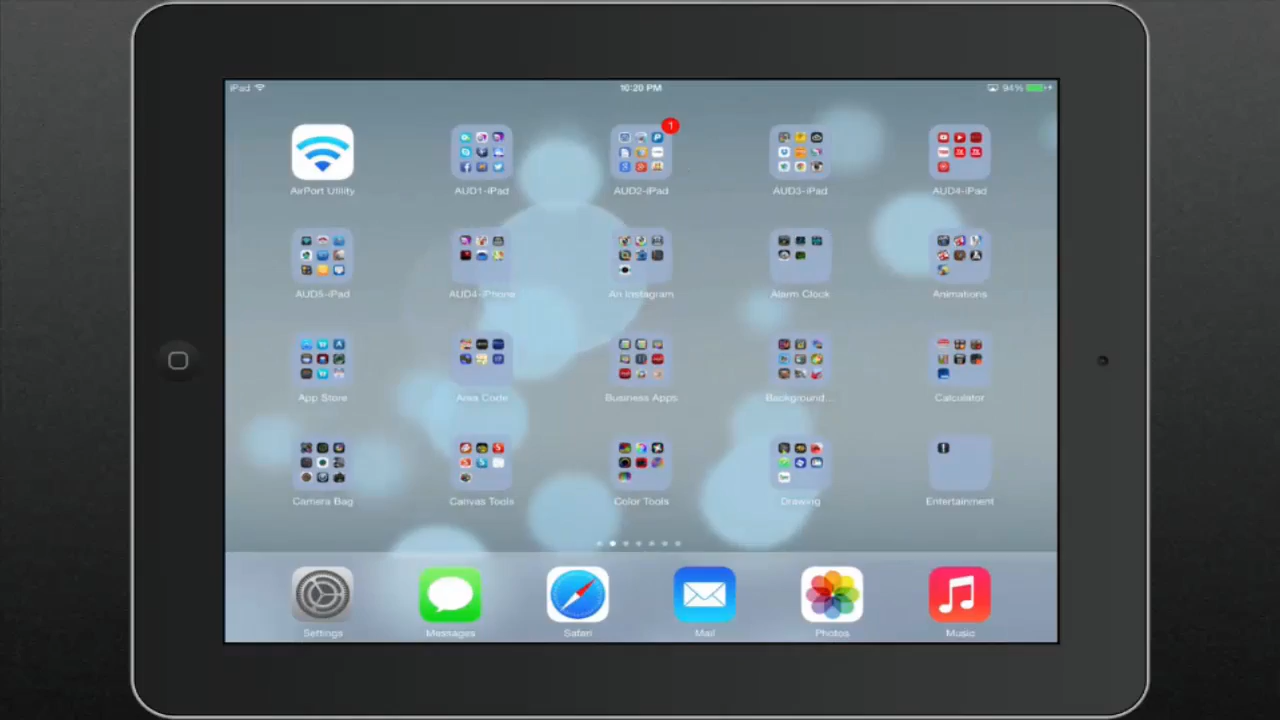 iPad 10:20 PM 94%
1
AirPort Utility AUD1-iPad AUD2-iPad AUD3-iPad AUD4-iPad
AUD5-iPad AUD4-iPhone An Instagram Alarm Clock Animations
App Store Area Code Business Apps Background... Calculator
Camera Bag Canvas Tools Color Tools Drawing Entertainment
Settings Messages Safari Mail Photos Music